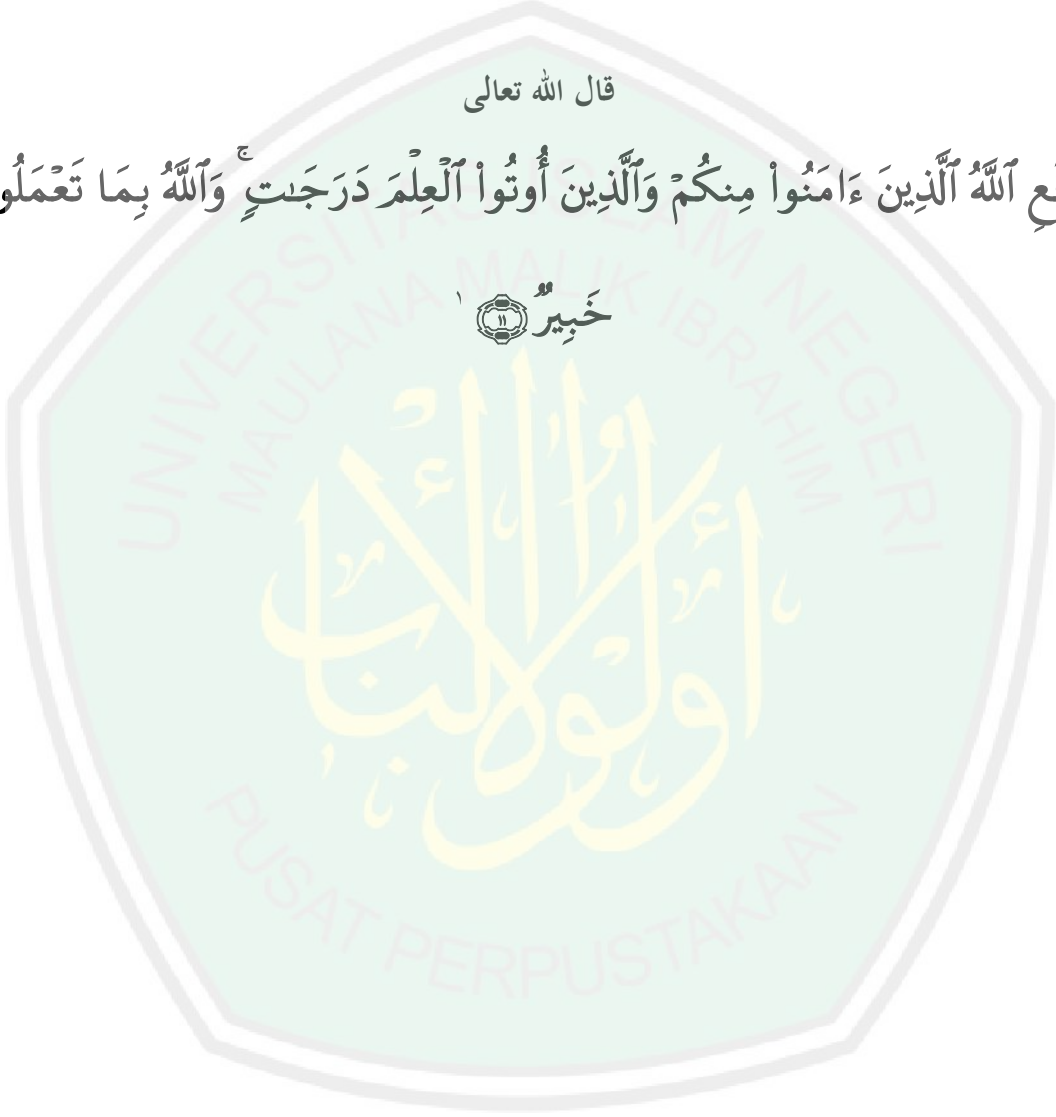 قال الله تعالى
ٱللَّهُ ٱلَّذِينَ ءَامَنُوا۟ مِنكُمْ وَٱلَّذِينَ أُوتُوا۟ ٱلْعِلْمَ دَرَجَـٰتٍ ۚ وَٱللَّهُ بِمَا
خَبِيرٌ ﴿١١﴾ ١
UNIVERSITAS ISLAM NEGERI
MAULANA MALIK IBRAHIM
أولوا الألباب
PUSAT PERPUSTAKAAN